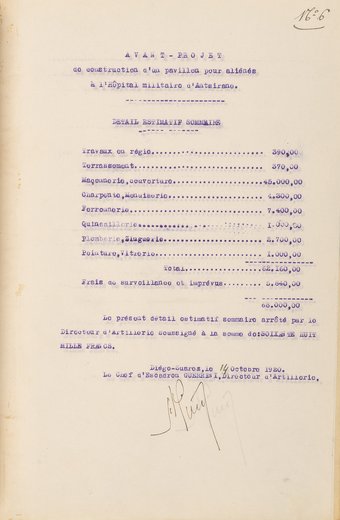 N° 6
AVANT-PROJET
de construction d'un pavillon pour aliénés
à l'Hôpital militaire d'Antsirane.
DETAIL ESTIMATIF SOMMAIRE
Travaux en régie...........................390,00
Terrassement...............................370,00
Maçonnerie,couverture...................45.000,00
Charpente,Menuiserie.....................4.300,00
Ferronnerie..............................7.400,00
Quincaillerie............................1.000,00
Plomberie,Zinguerie......................2.700,00
Peinture,Vitrerie........................1.000,00
Total....62.160,00
Frais de surveillance et imprévus........5.840,00
68.000,00
Le présent détail estimatif sommaire arrêté par le
Directeur d'Artillerie soussigné à la somme de:SOIXANTE HUIT
MILLE FRANCS.
Diégo-Suarez, le 14 Octobre 1920.
Le Chef d'Escadron GUERRINI,Directeur d'Artillerie.